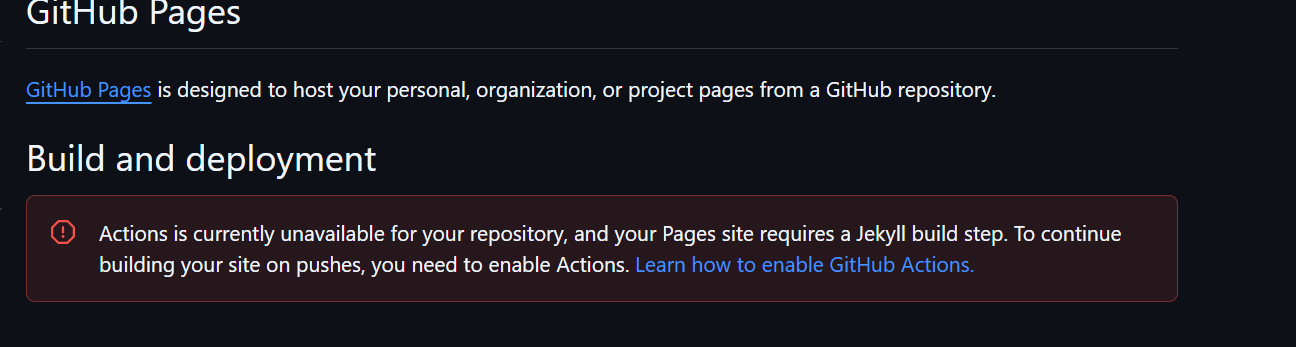 GitHub Pages
GitHub Pages is designed to host your personal, organization, or project pages from a GitHub repository.
Build and deployment
Actions is currently unavailable for your repository, and your Pages site requires a Jekyll build step. To continue
building your site on pushes, you need to enable Actions. Learn how to enable GitHub Actions.